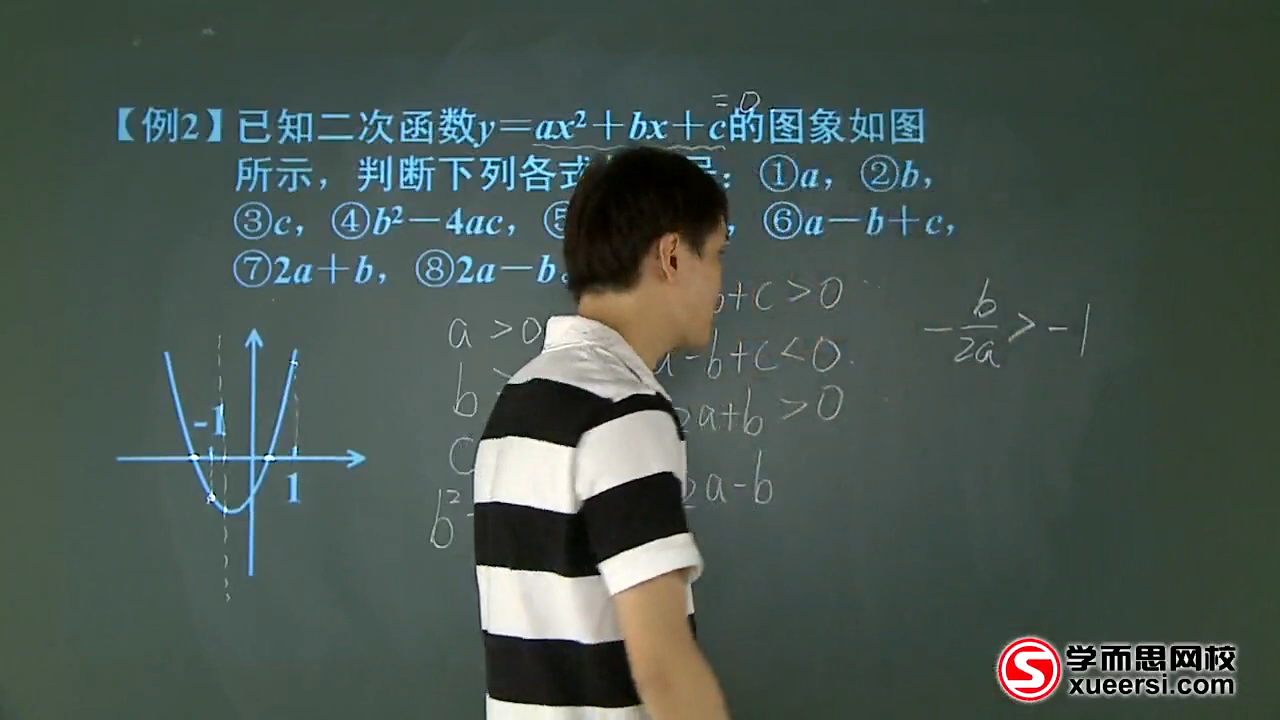 = 0
【例2】已知二次函数y=ax²+bx+c的图象如图
所示，判断下列各式：①a，②b，
③c，④b²-4ac，，⑥a-b+c，
⑦2a+b，⑧2a-b
a > 0
b >
c
b²-
b+c > 0
a-b+c < 0
2a+b > 0
2a-b
-b/2a > -1
-1
1
学而思网校
xueersi.com